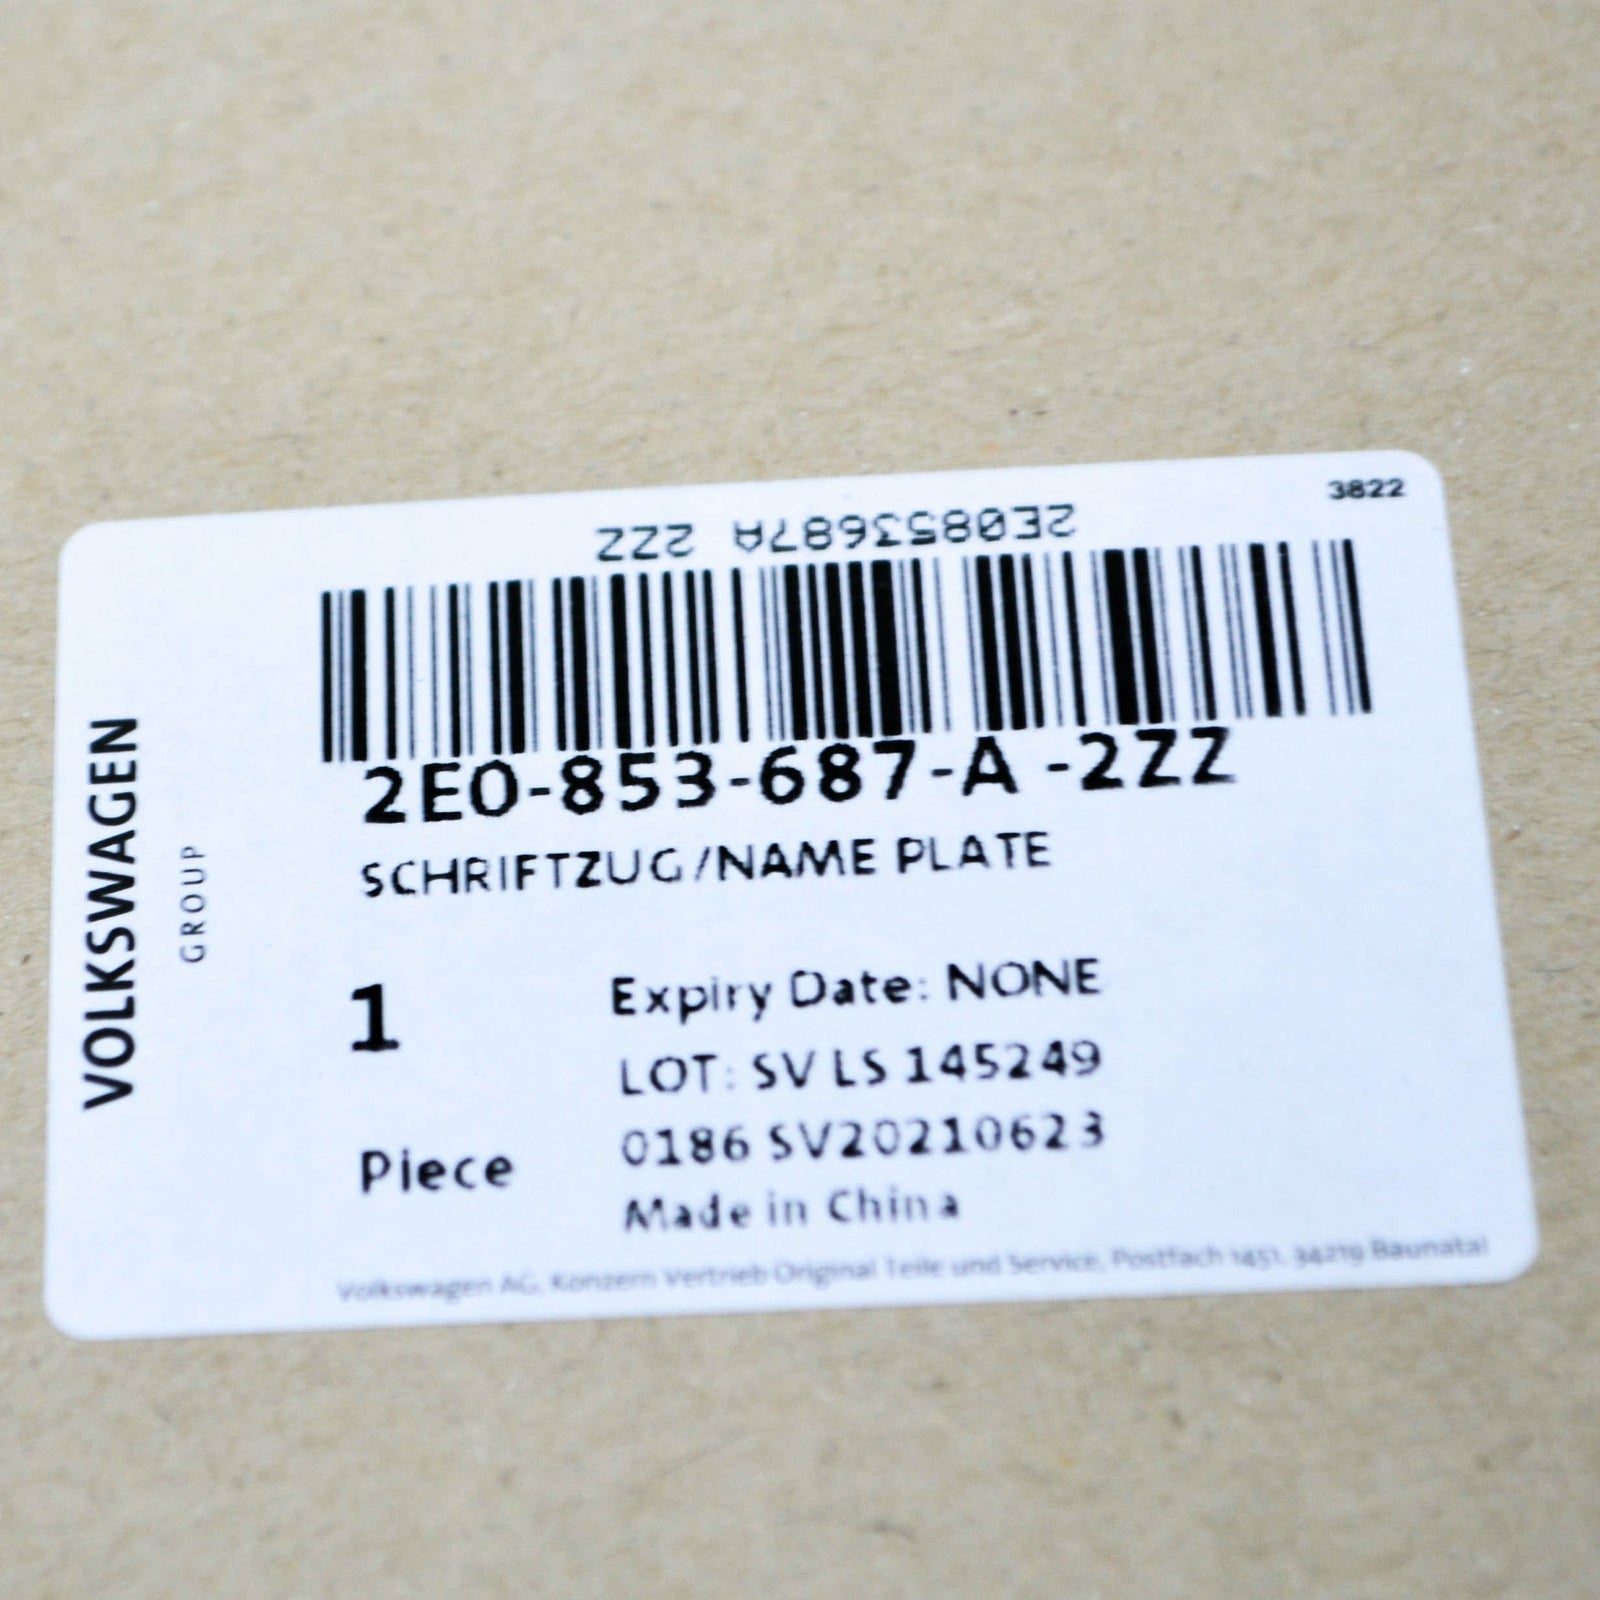 3822
2E0853687A 2ZZ
2E0-853-687-A -2ZZ
SCHRIFTZUG/NAME PLATE
VOLKSWAGEN
GROUP
1
Piece
Expiry Date: NONE
LOT: SV LS 145249
0186 SV20210623
Made in China
Volkswagen AG, Konzern Vertrieb Original Teile und Service, Postfach 1451, 34219 Baunatal